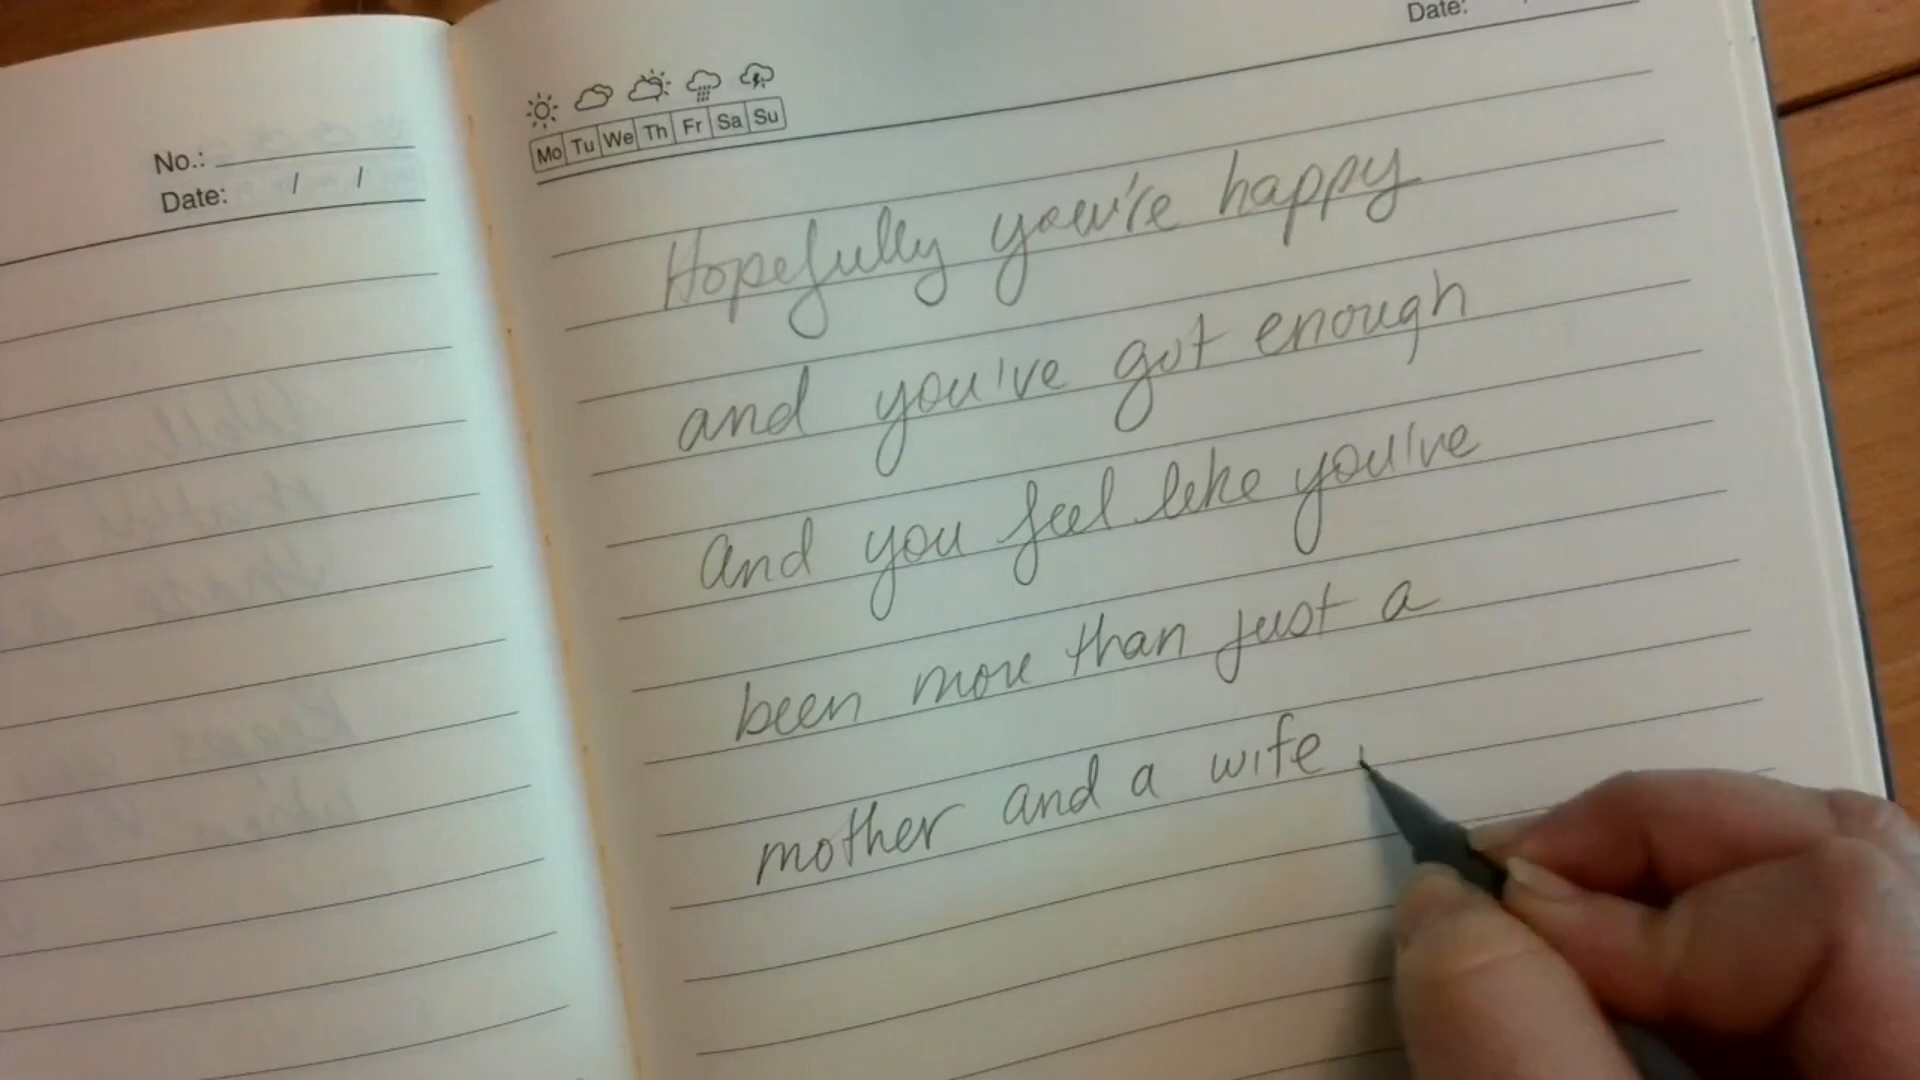 No.:
Date: / /
Date:
Mo Tu We Th Fr Sa Su
Hopefully you're happy
and you've got enough
And you feel like you've
been more than just a
mother and a wife